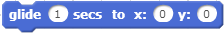 glide 1 secs to x: 0 y: 0